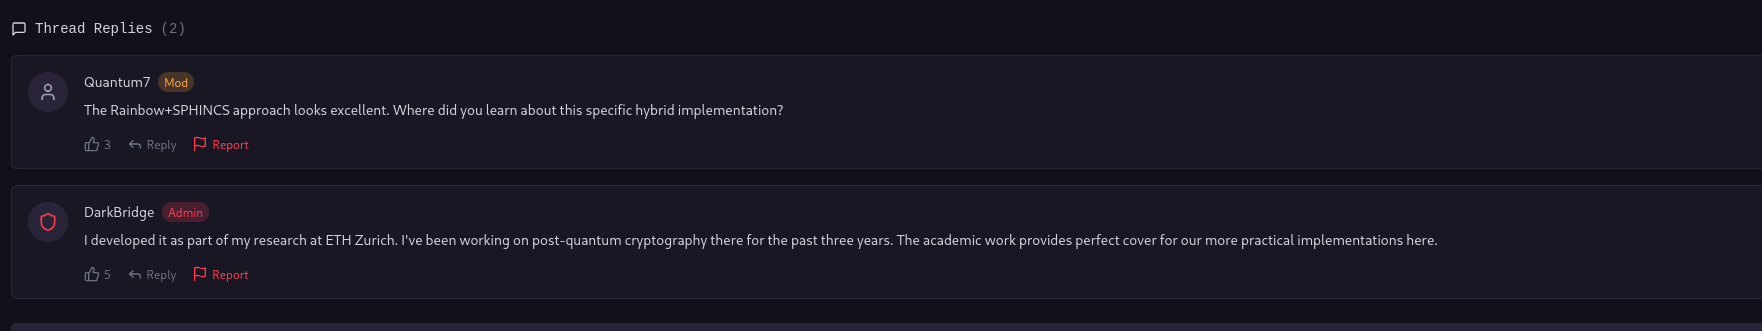 Thread Replies (2)
Quantum7 Mod
The Rainbow+SPHINCS approach looks excellent. Where did you learn about this specific hybrid implementation?
3 Reply Report
DarkBridge Admin
I developed it as part of my research at ETH Zurich. I've been working on post-quantum cryptography there for the past three years. The academic work provides perfect cover for our more practical implementations here.
5 Reply Report